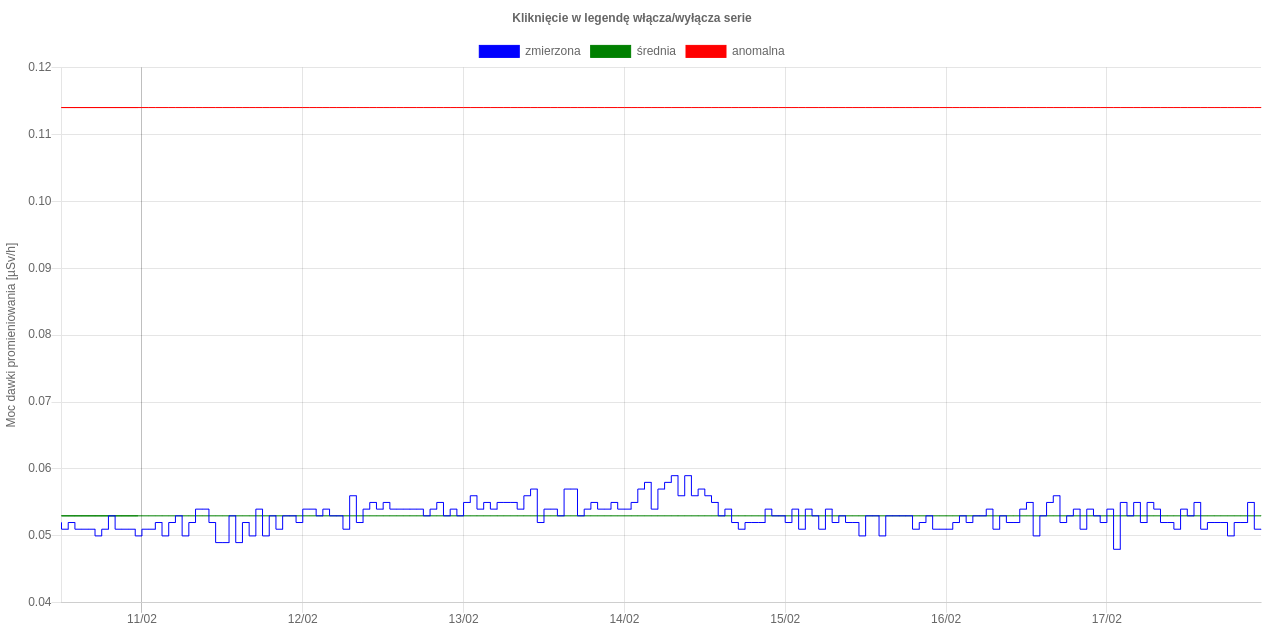 Kliknięcie w legendę włącza/wyłącza serie
zmierzona średnia anomalna
Moc dawki promieniowania [µSv/h]
0.12
0.11
0.10
0.09
0.08
0.07
0.06
0.05
0.04
11/02 12/02 13/02 14/02 15/02 16/02 17/02